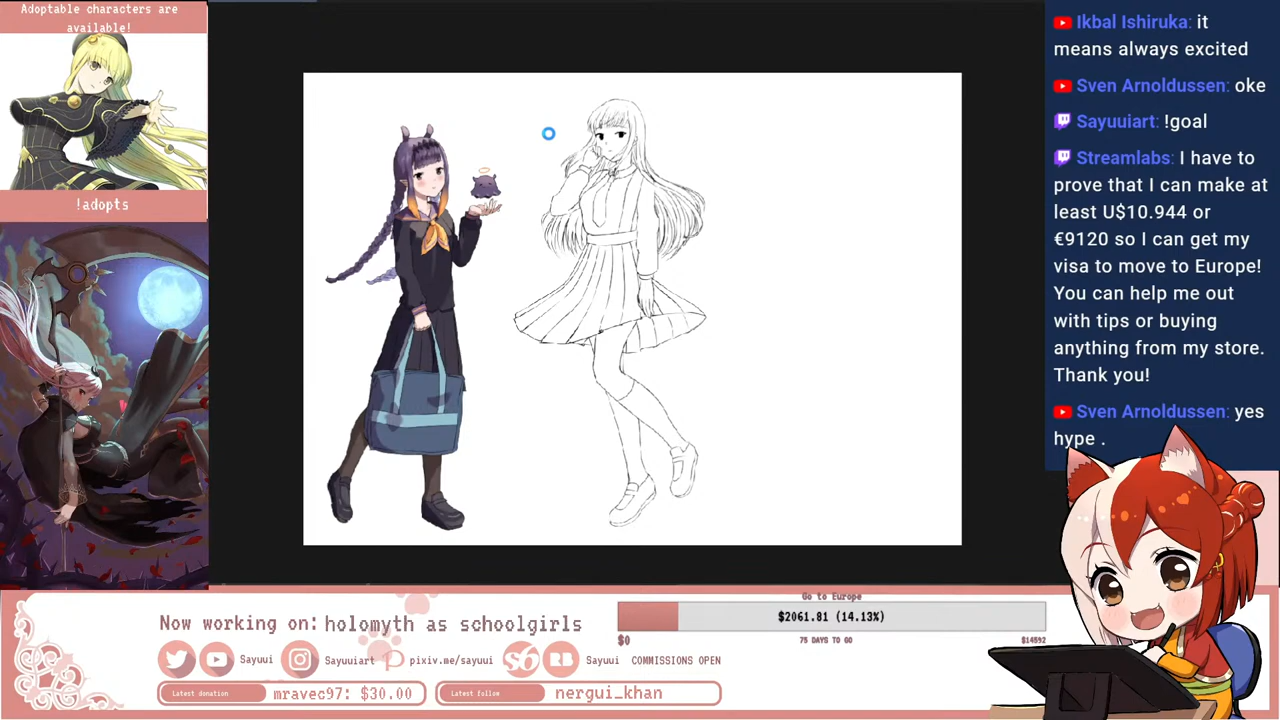 Adoptable characters are
available!
!adopts
Ikbal Ishiruka: it
means always excited
Sven Arnoldussen: oke
Sayuuiart: !goal
Streamlabs: I have to
prove that I can make at
least U$10.944 or
€9120 so I can get my
visa to move to Europe!
You can help me out
with tips or buying
anything from my store.
Thank you!
Sven Arnoldussen: yes
hype .
Now working on: holomyth as schoolgirls
Sayuui
Sayuuiart
pixiv.me/sayuui
Sayuui
COMMISSIONS OPEN
Latest donation
mravec97: $30.00
Latest follow
nergui_khan
Go to Europe
$2061.81 (14.13%)
$0
75 DAYS TO GO
$14592